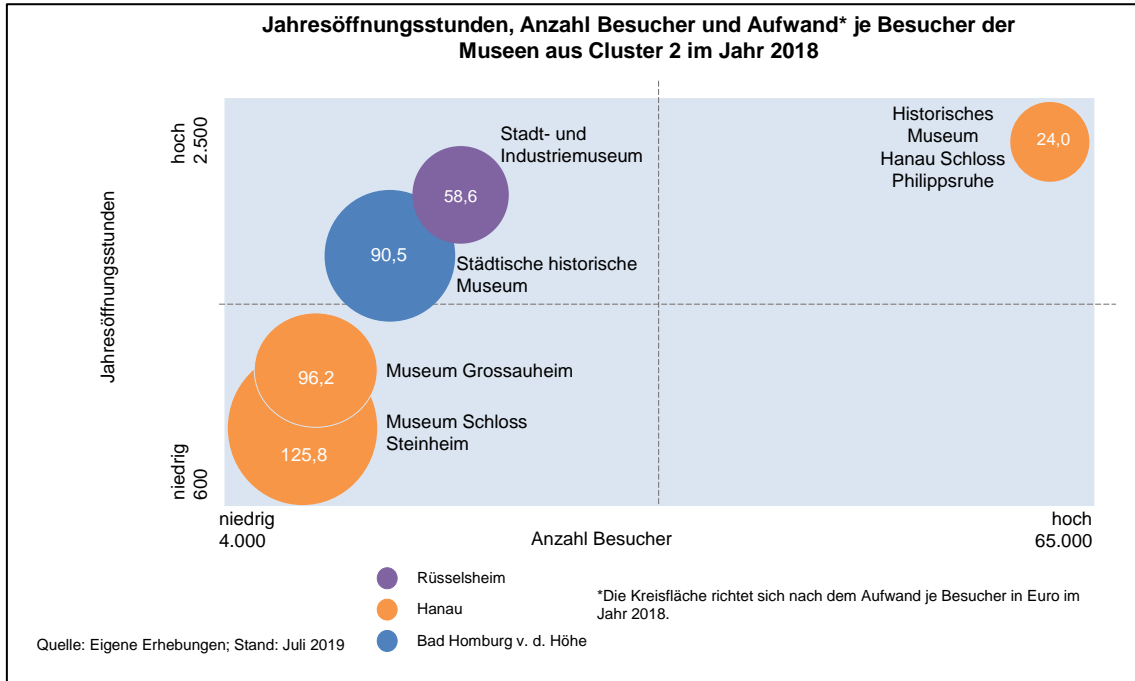 Jahresöffnungsstunden, Anzahl Besucher und Aufwand* je Besucher der
Museen aus Cluster 2 im Jahr 2018
hoch
2.500
Jahresöffnungsstunden
niedrig
600
Historisches
Museum
Hanau Schloss
Philippsruhe
24,0
Stadt- und
Industriemuseum
58,6
90,5
Städtische historische
Museum
96,2
Museum Grossauheim
Museum Schloss
Steinheim
125,8
niedrig
4.000
Anzahl Besucher
hoch
65.000
Rüsselsheim
Hanau
Bad Homburg v. d. Höhe
*Die Kreisfläche richtet sich nach dem Aufwand je Besucher in Euro im
Jahr 2018.
Quelle: Eigene Erhebungen; Stand: Juli 2019